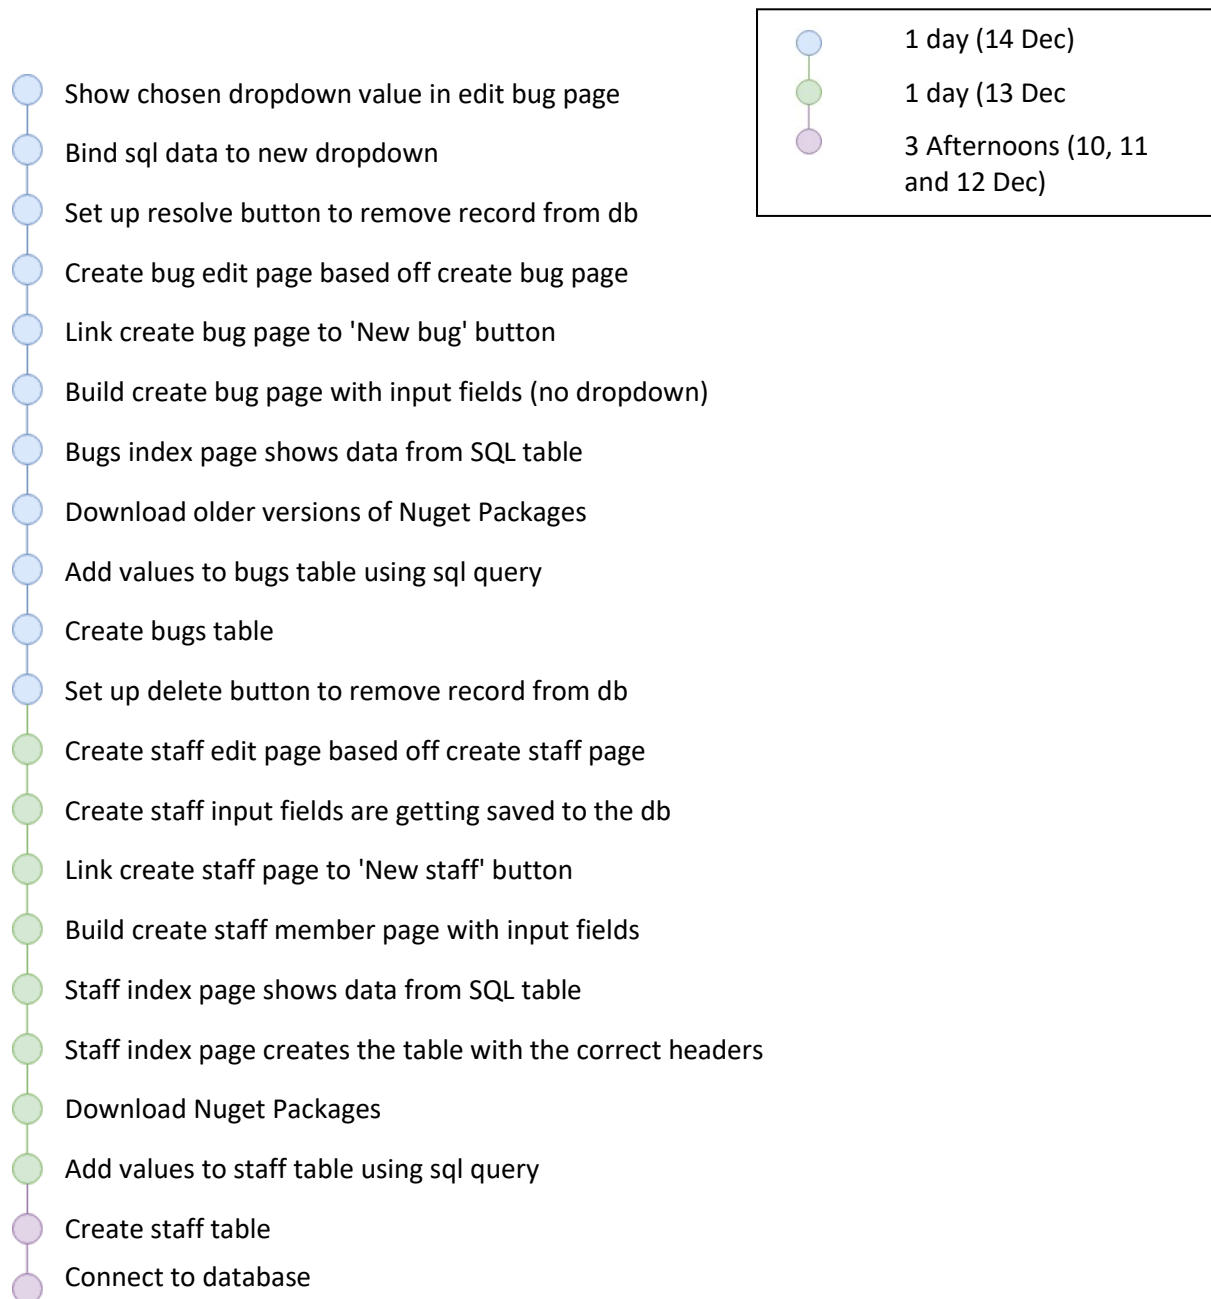 1 day (14 Dec)
1 day (13 Dec
3 Afternoons (10, 11
and 12 Dec)
Show chosen dropdown value in edit bug page
Bind sql data to new dropdown
Set up resolve button to remove record from db
Create bug edit page based off create bug page
Link create bug page to 'New bug' button
Build create bug page with input fields (no dropdown)
Bugs index page shows data from SQL table
Download older versions of Nuget Packages
Add values to bugs table using sql query
Create bugs table
Set up delete button to remove record from db
Create staff edit page based off create staff page
Create staff input fields are getting saved to the db
Link create staff page to 'New staff' button
Build create staff member page with input fields
Staff index page shows data from SQL table
Staff index page creates the table with the correct headers
Download Nuget Packages
Add values to staff table using sql query
Create staff table
Connect to database